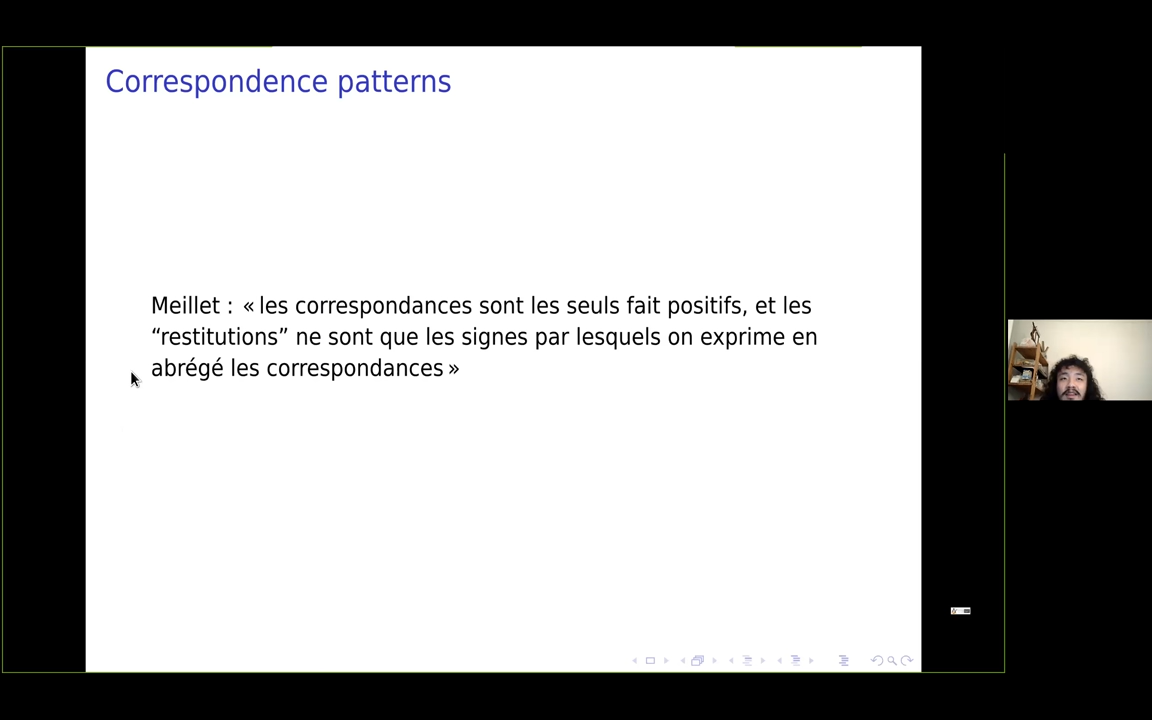 Correspondence patterns
Meillet : « les correspondances sont les seuls fait positifs, et les
“restitutions” ne sont que les signes par lesquels on exprime en
abrégé les correspondances »